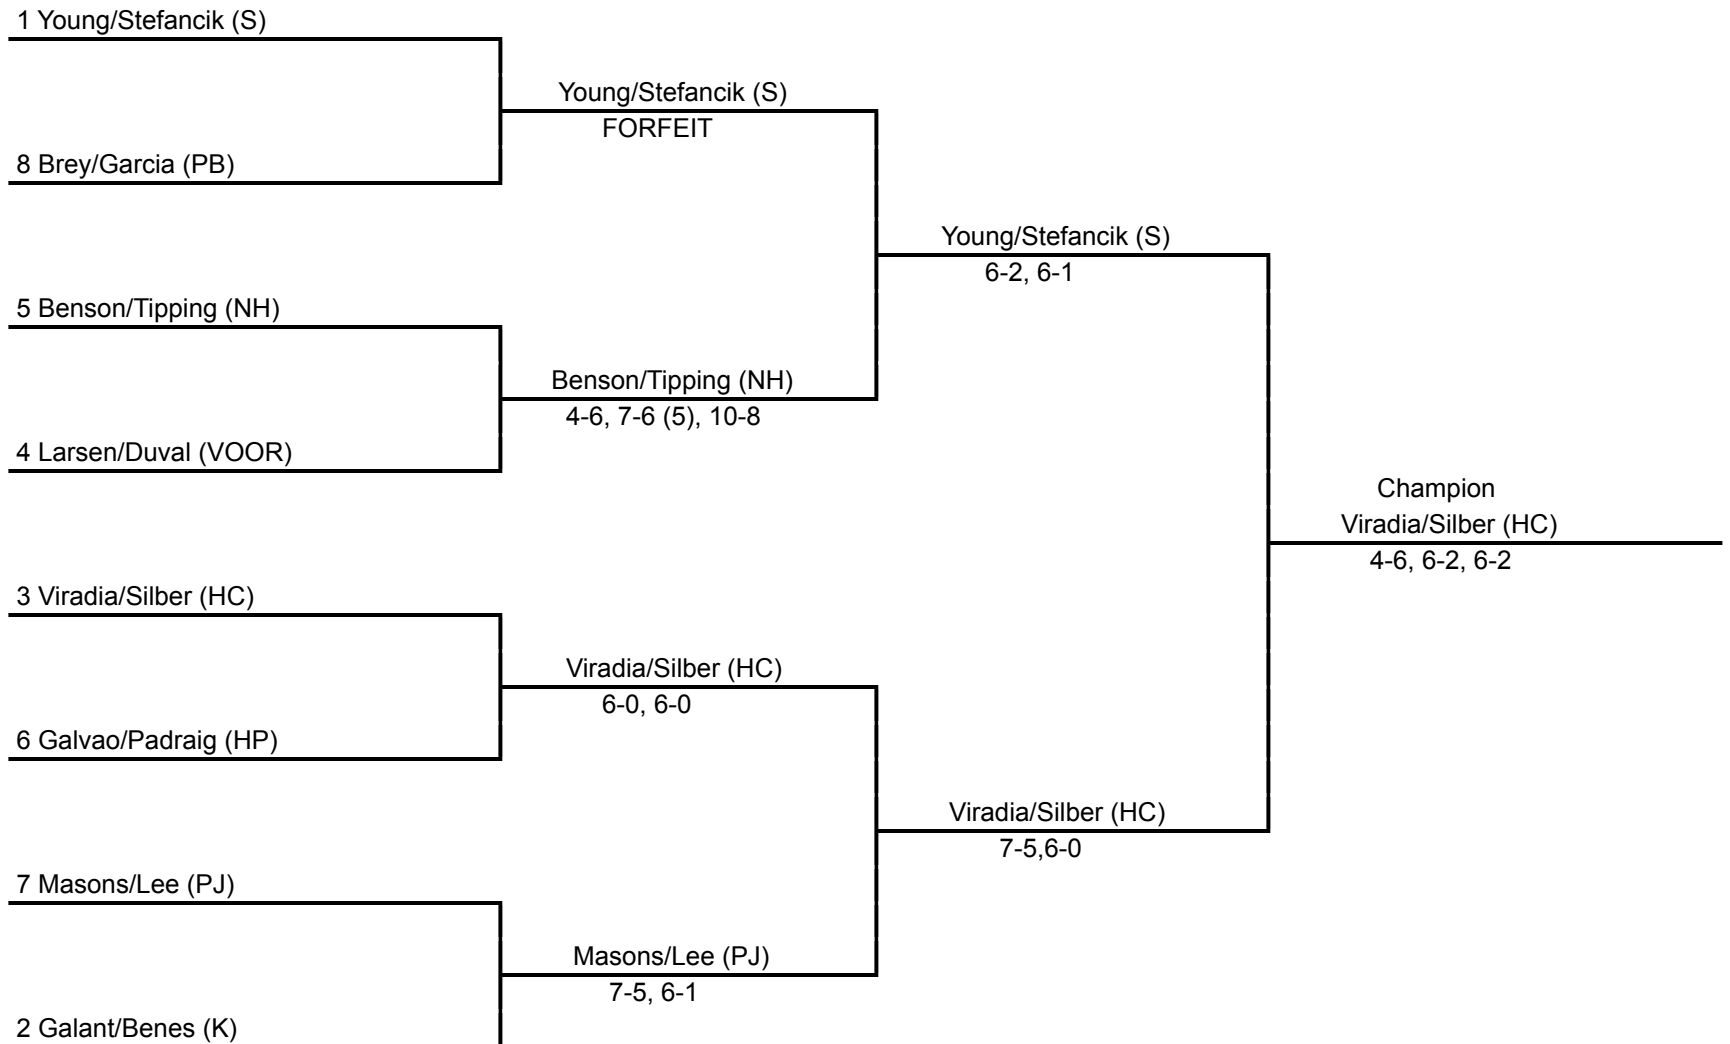 1 Young/Stefancik (S)
Young/Stefancik (S)
FORFEIT
8 Brey/Garcia (PB)
Young/Stefancik (S)
6-2, 6-1
5 Benson/Tipping (NH)
Benson/Tipping (NH)
4-6, 7-6 (5), 10-8
4 Larsen/Duval (VOOR)
Champion
Viradia/Silber (HC)
4-6, 6-2, 6-2
3 Viradia/Silber (HC)
Viradia/Silber (HC)
6-0, 6-0
6 Galvao/Padraig (HP)
Viradia/Silber (HC)
7-5,6-0
7 Masons/Lee (PJ)
Masons/Lee (PJ)
7-5, 6-1
2 Galant/Benes (K)